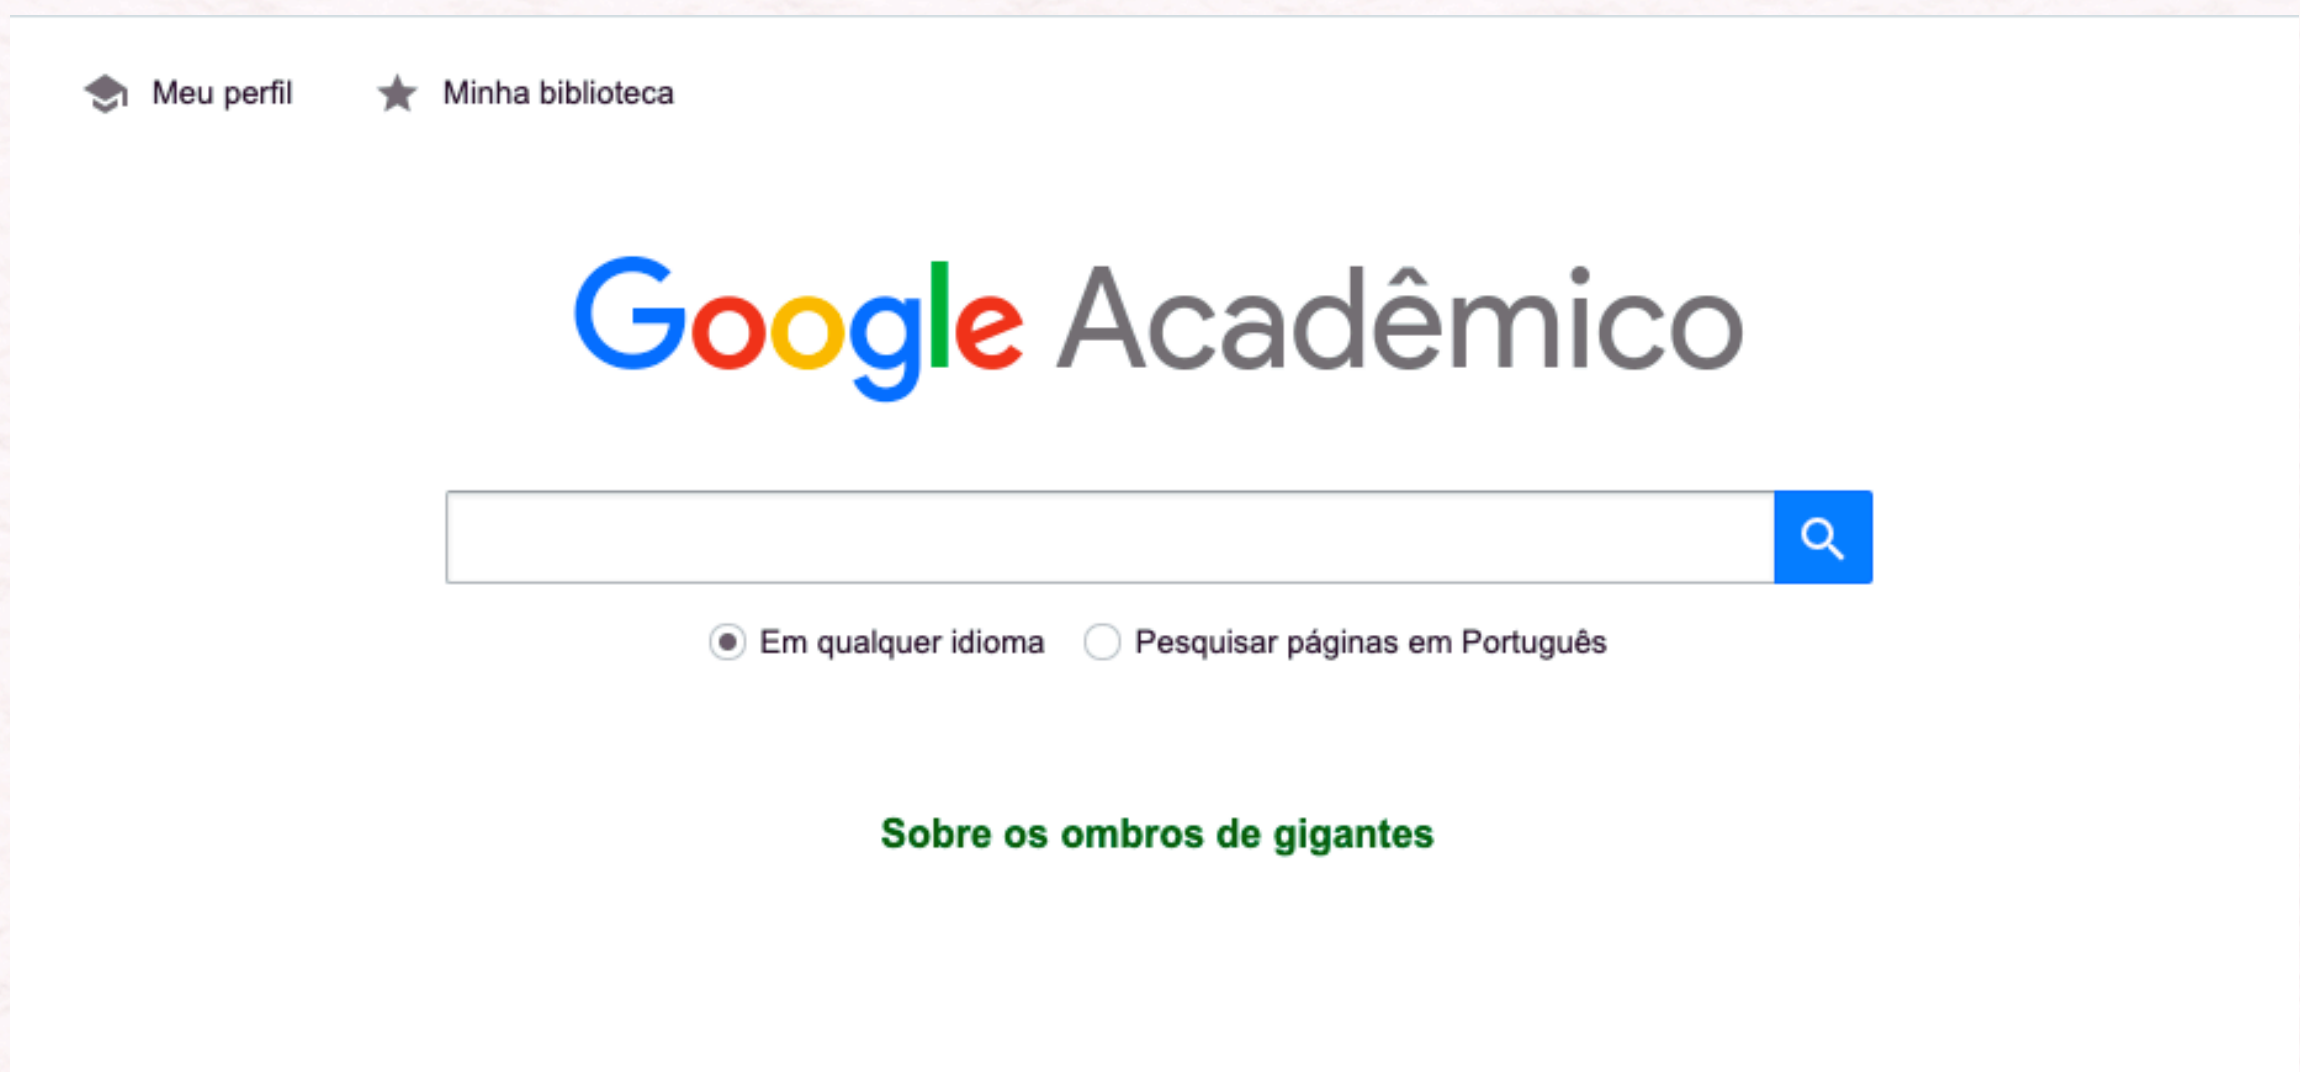 Meu perfil Minha biblioteca
Google Acadêmico
Em qualquer idioma Pesquisar páginas em Português
Sobre os ombros de gigantes